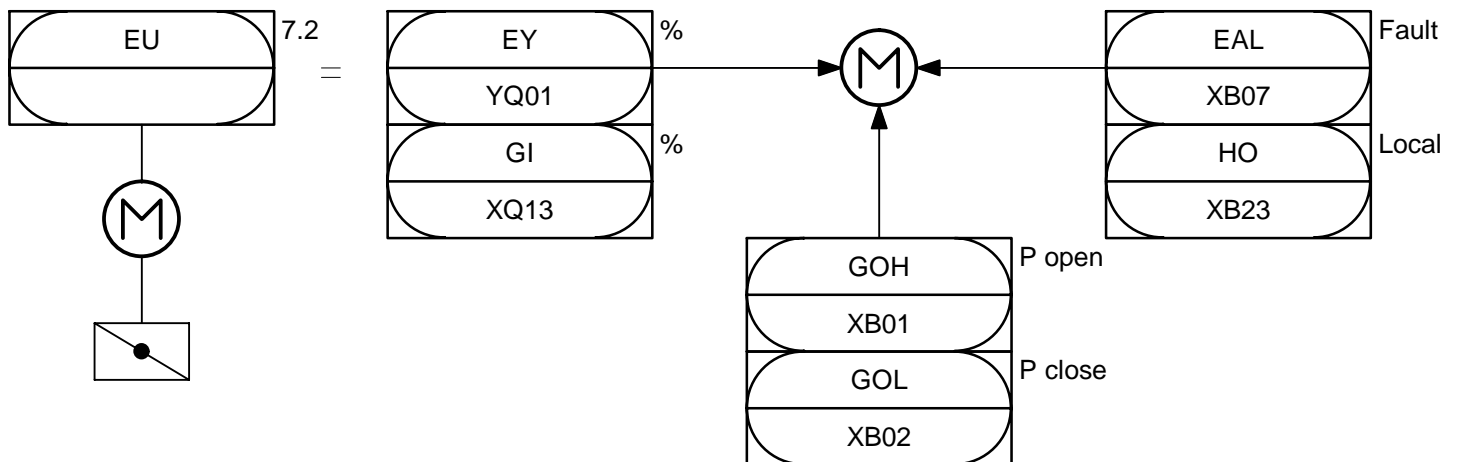 EU
7.2
=
EY
%
YQ01
GI
%
XQ13
M
M
EAL
Fault
XB07
HO
Local
XB23
GOH
P open
XB01
GOL
P close
XB02